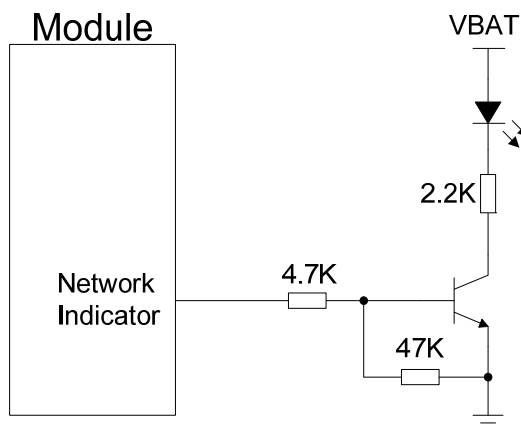 Module
VBAT
2.2K
4.7K
Network
Indicator
47K